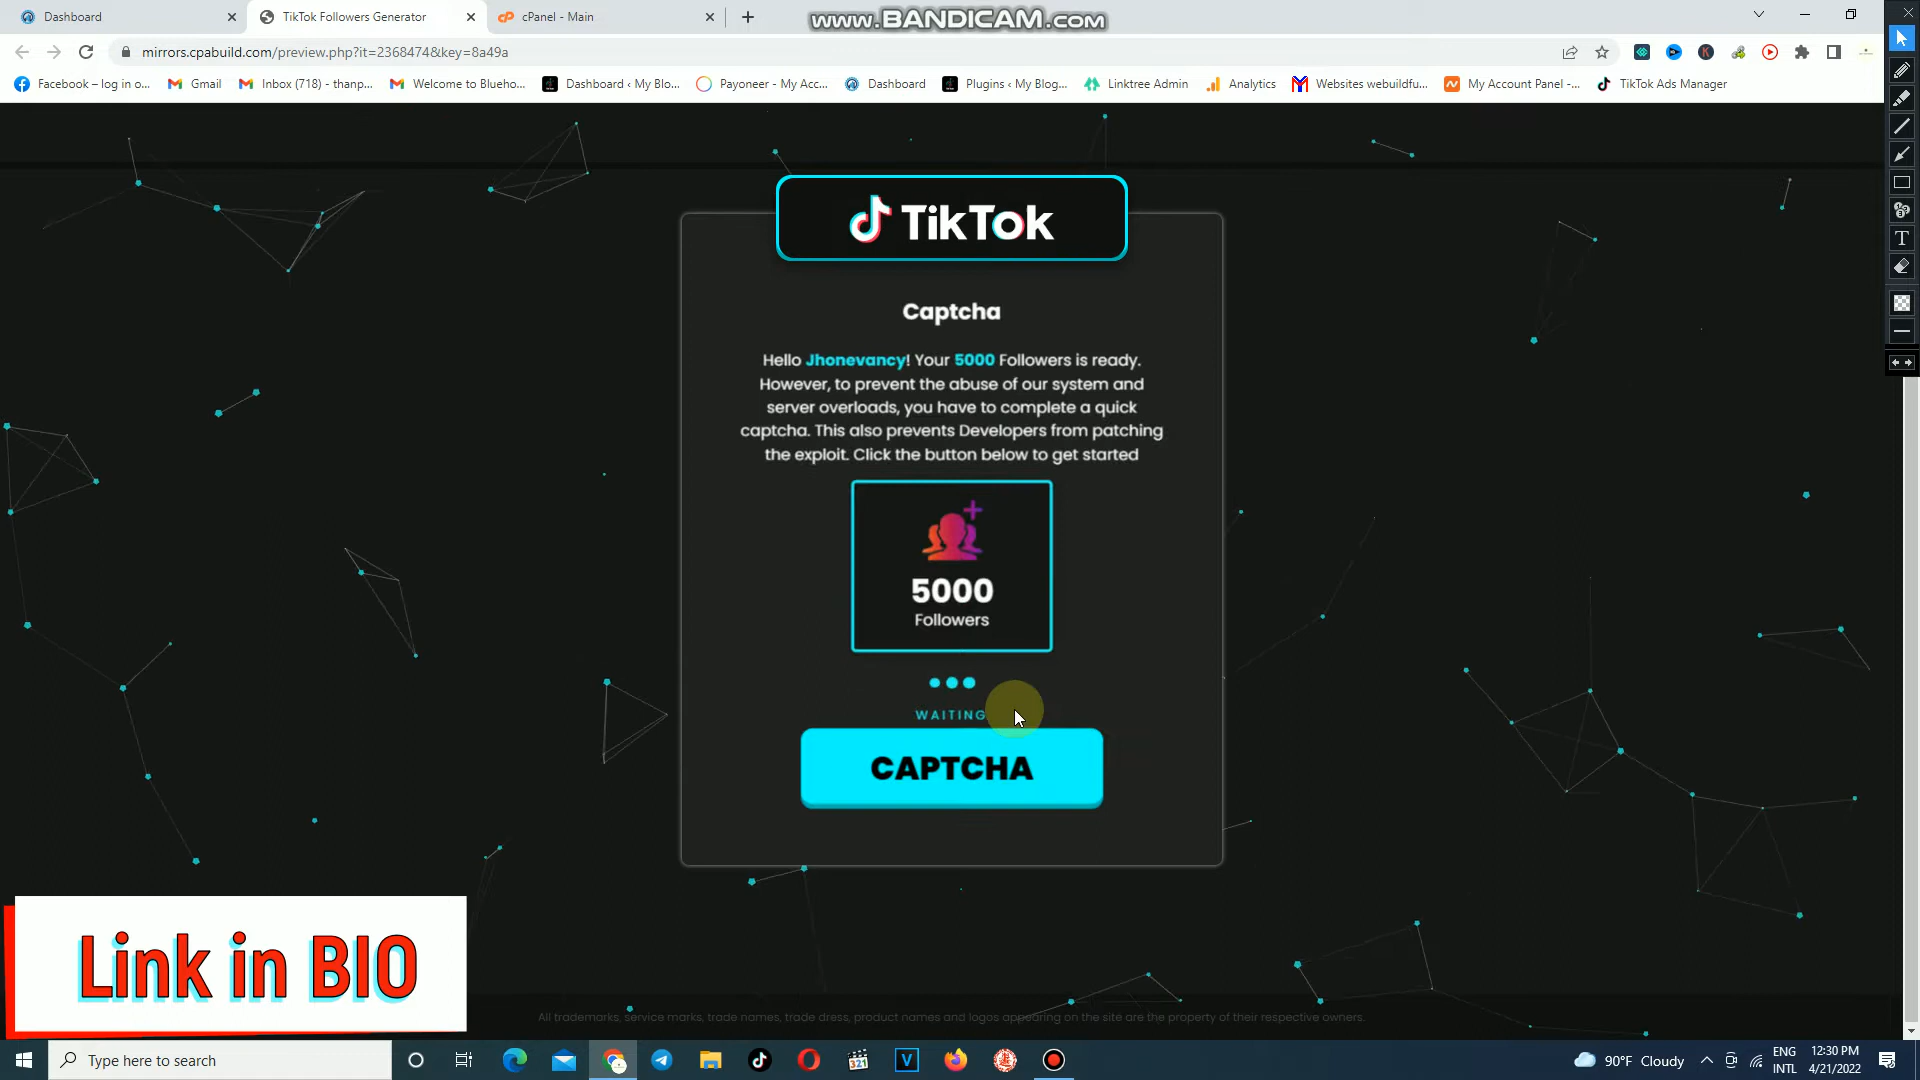 Dashboard
TikTok Followers Generator
cPanel - Main
www.BANDICAM.com
mirrors.cpabuild.com/preview.php?it=2368474&key=8a49a
Facebook – log in o...
Gmail
Inbox (718) - thanp...
Welcome to Blueho...
Dashboard ‹ My Blo...
Payoneer - My Acc...
Dashboard
Plugins ‹ My Blog...
Linktree Admin
Analytics
Websites webuildfu...
My Account Panel -...
TikTok Ads Manager
TikTok
Captcha
Hello Jhonevancy! Your 5000 Followers is ready.
However, to prevent the abuse of our system and
server overloads, you have to complete a quick
captcha. This also prevents Developers from patching
the exploit. Click the button below to get started
5000
Followers
WAITING
CAPTCHA
Link in BIO
All trademarks, service marks, trade names, trade dress, product names and logos appearing on the site are the property of their respective owners.
Type here to search
90°F Cloudy
ENG
INTL
12:30 PM
4/21/2022